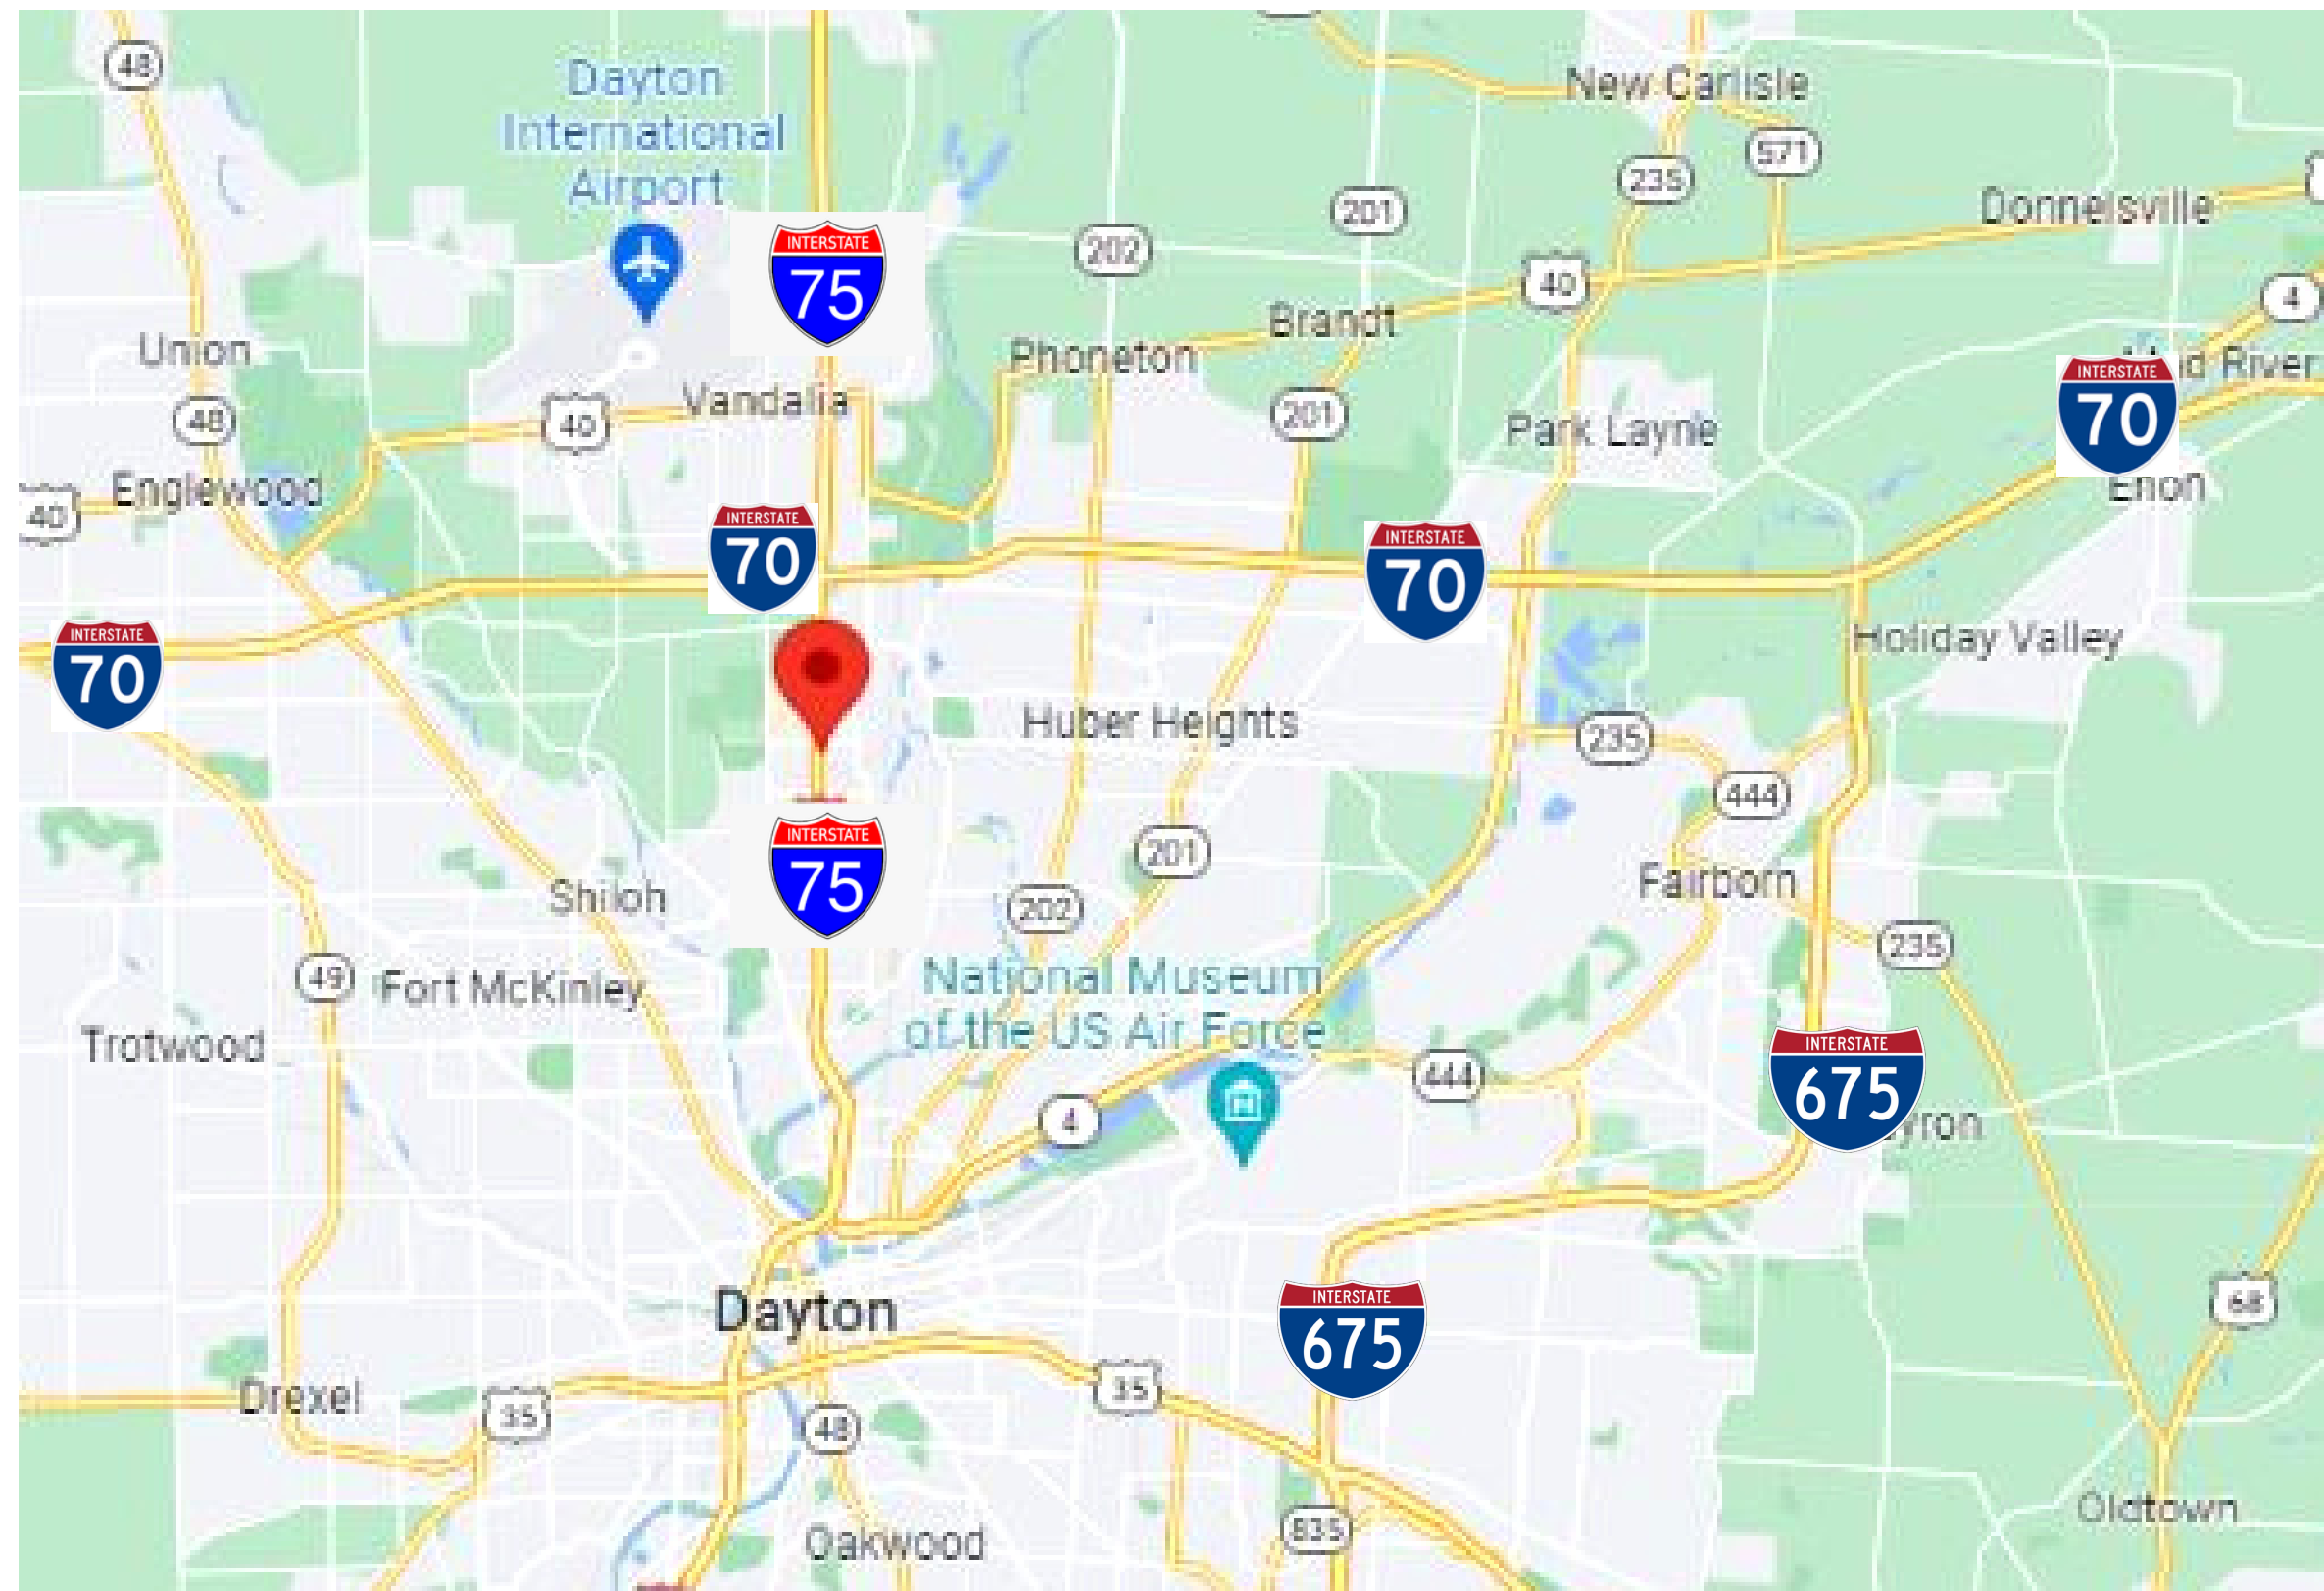 48
Dayton
International
Airport
New Carlisle
571
235
201
Donnelsville
202
INTERSTATE
75
40
4
Brandt
Union
Phoneton
River
INTERSTATE
70
Vandalia
201
48
40
Park Layne
Englewood
Enon
40
INTERSTATE
70
INTERSTATE
70
INTERSTATE
70
Holiday Valley
Huber Heights
235
444
INTERSTATE
75
201
Fairborn
Shiloh
202
235
49
Fort McKinley
National Museum
of the US Air Force
Trotwood
444
INTERSTATE
675
4
yron
Dayton
INTERSTATE
675
68
Drexel
35
35
48
Oldtown
835
Oakwood